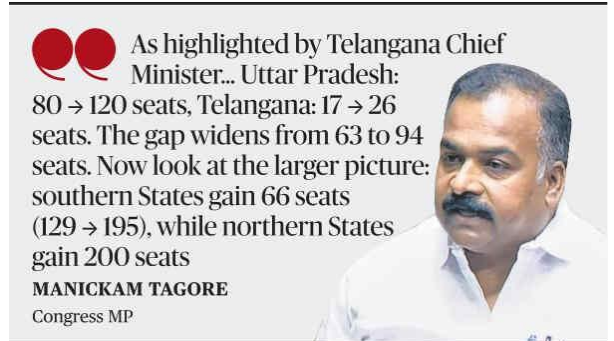 As highlighted by Telangana Chief
Minister... Uttar Pradesh:
80 → 120 seats, Telangana: 17 → 26
seats. The gap widens from 63 to 94
seats. Now look at the larger picture:
southern States gain 66 seats
(129 → 195), while northern States
gain 200 seats
MANICKAM TAGORE
Congress MP